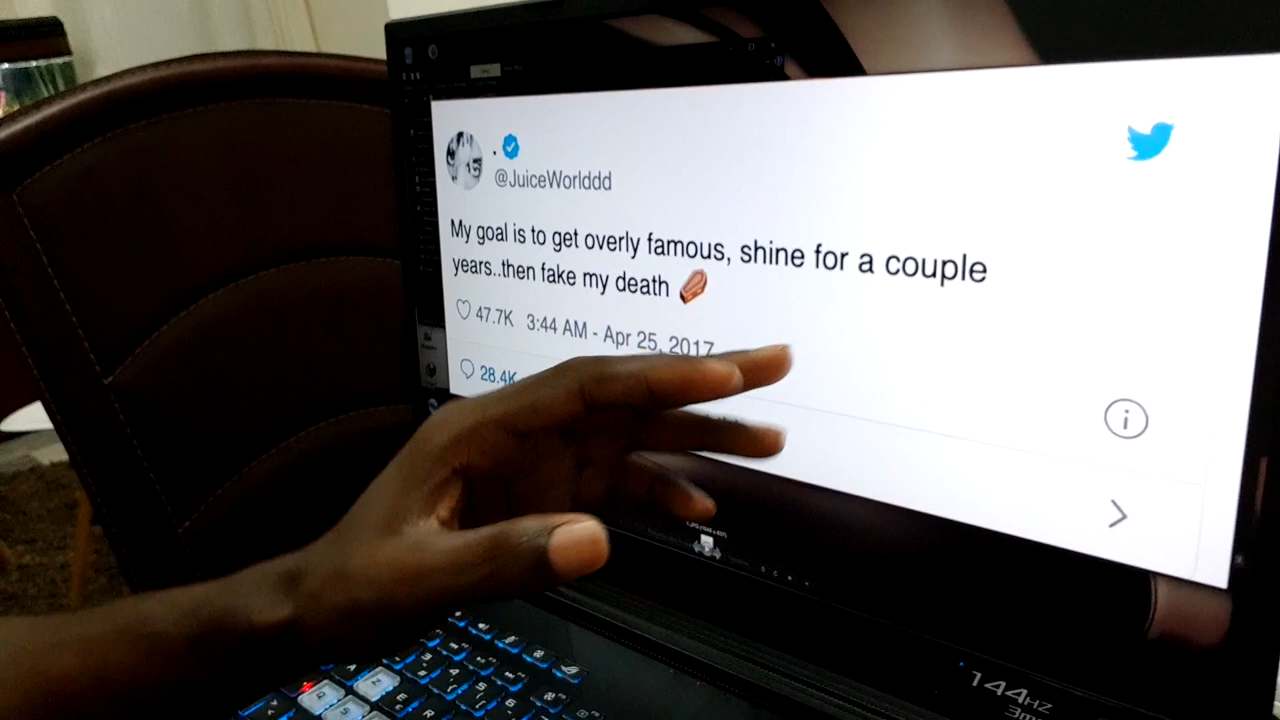 .
@JuiceWorlddd
My goal is to get overly famous, shine for a couple
years..then fake my death
47.7K 3:44 AM - Apr 25, 2017
28.4K
144HZ